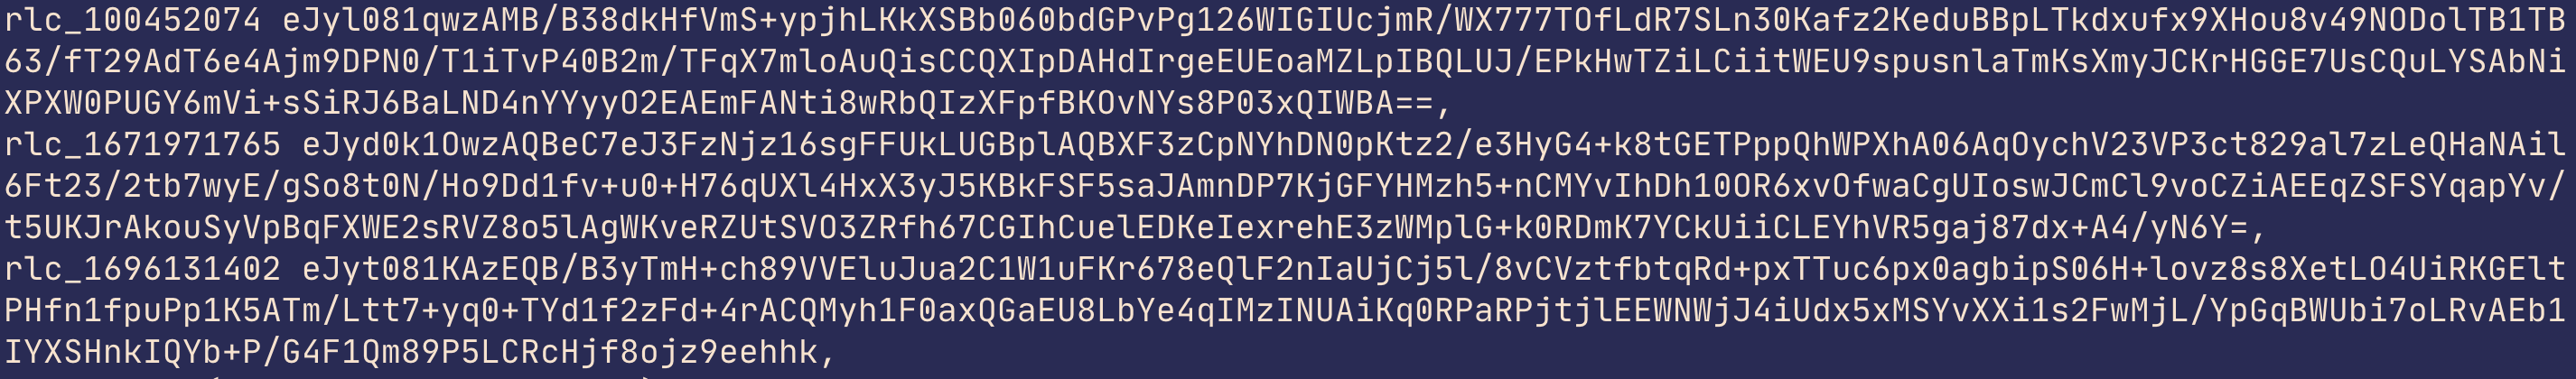 rlc_100452074 eJyl081qwzAMB/B38dkHfVmS+ypjhLKkXSBb060bdGPvPg126WIGIUcjmR/WX777TOfLdR7SLn30Kafz2KeduBBpLTkdxufx9XHou8v49NODolTB1TB
63/fT29AdT6e4Ajm9DPN0/T1iTvP40B2m/TFqX7mloAuQisCCQXIpDAHdIrgeEUEoaMZLpIBQLUJ/EPkHwTZiLCiitWEU9spusnlaTmKsXmyJCKrHGGE7UsCQuLYSAbNi
XPXW0PUGY6mVi+sSiRJ6BaLND4nYYyyO2EAEmFANti8wRbQIzXFpfBKOvNYs8P03xQIWBA==,
rlc_1671971765 eJyd0k1OwzAQBeC7eJ3FzNjz16sgFFUkLUGBplAQBXF3zCpNYhDN0pKtz2/e3HyG4+k8tGETPppQhWPXhA06AqOychV23VP3ct829al7zLeQHaNAil
6Ft23/2tb7wyE/gSo8t0N/Ho9Dd1fv+u0+H76qUXl4HxX3yJ5KBkFSF5saJAmnDP7KjGFYHMzh5+nCMYvIhDh10OR6xvOfwaCgUIoswJCmCl9voCZiAEEqZSFSYqapYv/
t5UKJrAkouSyVpBqFXWE2sRVZ8o5lAgWKveRZUtSVO3ZRfh67CGIhCuelEDKeIexrehE3zWMplG+k0RDmK7YCkUiiCLEYhVR5gaj87dx+A4/yN6Y=,
rlc_1696131402 eJyt081KAzEQB/B3yTmH+ch89VVEluJua2C1W1uFKr678eQlF2nIaUjCj5l/8vCVztfbtqRd+pxTTuc6px0agbipS06H+lovz8s8XetLO4UiRKGElt
PHfn1fpuPp1K5ATm/Ltt7+yq0+TYd1f2zFd+4rACQMyh1F0axQGaEU8LbYe4qIMzINUAiKq0RPaRPjtjlEEWNWjJ4iUdx5xMSYvXXi1s2FwMjL/YpGqBWUbi7oLRvAEb1
IYXSHnkIQYb+P/G4F1Qm89P5LCRcHjf8ojz9eehhk,